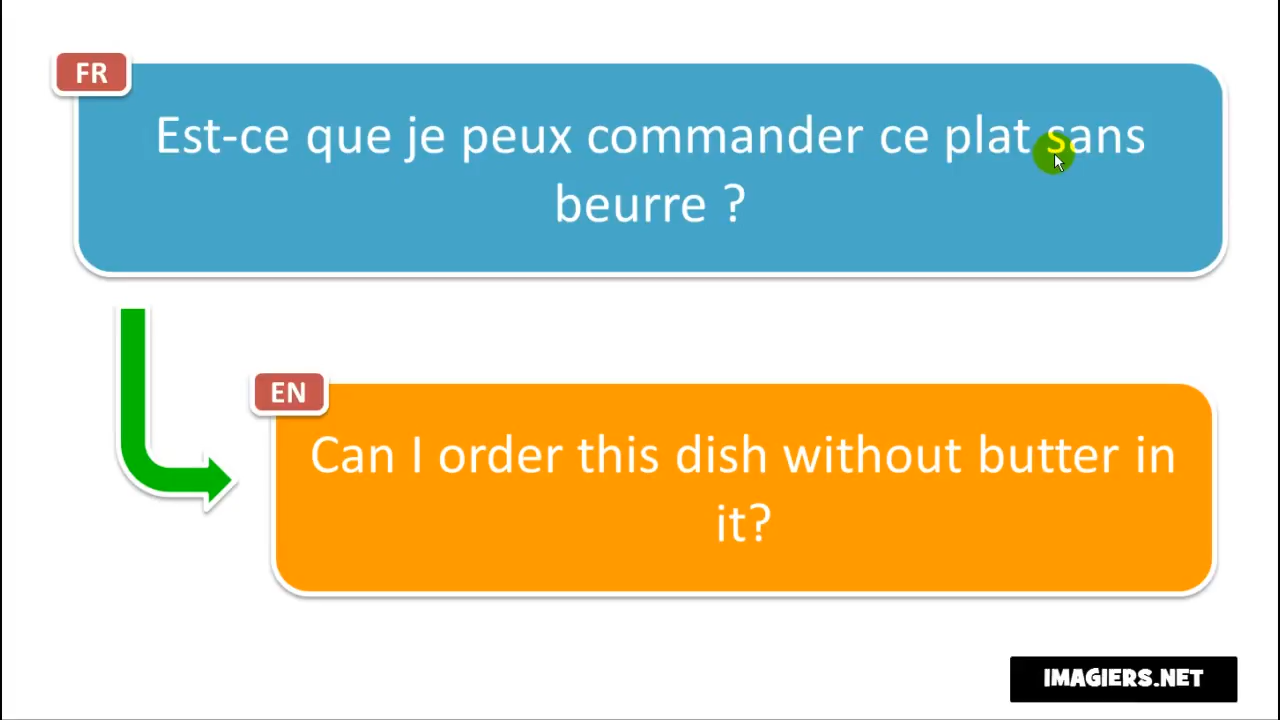 FR
Est-ce que je peux commander ce plat sans
beurre ?
EN
Can I order this dish without butter in
it?
IMAGIERS.NET